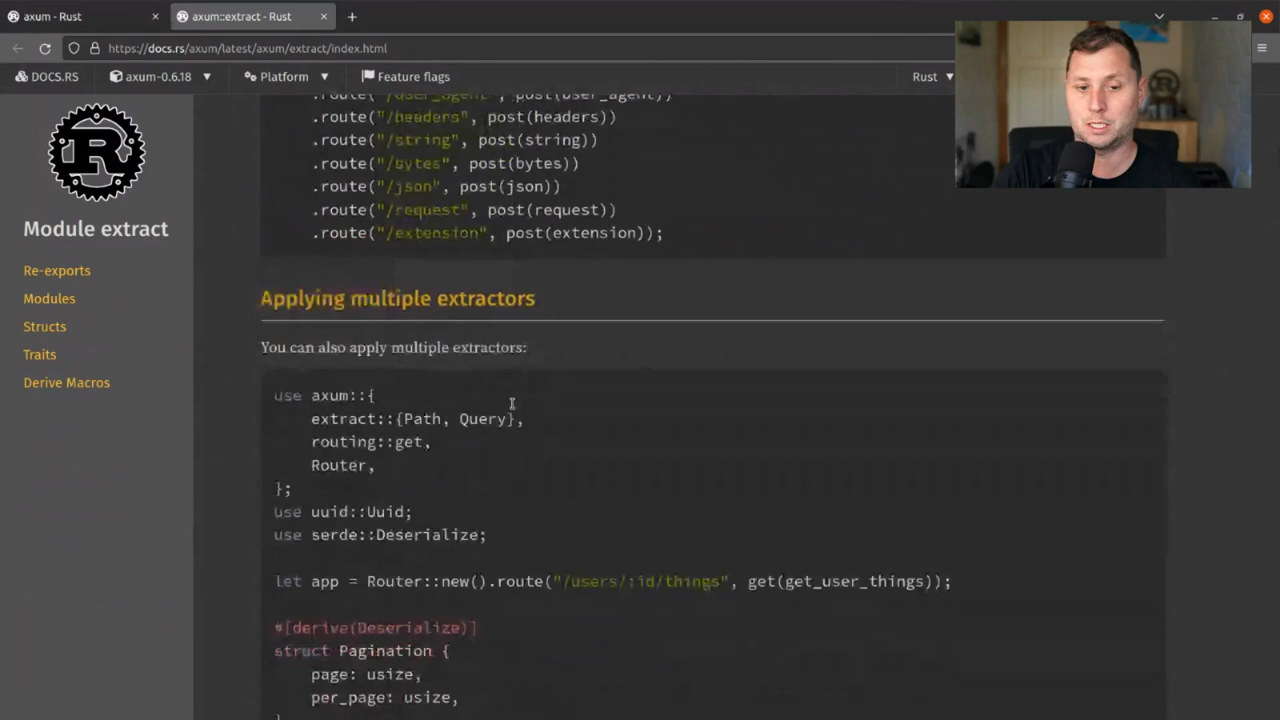 axum - Rust
axum::extract - Rust
https://docs.rs/axum/latest/axum/extract/index.html
DOCS.RS
axum-0.6.18
Platform
Feature flags
Rust
.route("/user_agent", post(user_agent))
.route("/headers", post(headers))
.route("/string", post(string))
.route("/bytes", post(bytes))
.route("/json", post(json))
.route("/request", post(request))
.route("/extension", post(extension));
Module extract
Re-exports
Modules
Structs
Traits
Derive Macros
Applying multiple extractors
You can also apply multiple extractors:
use axum::{
extract::{Path, Query},
routing::get,
Router,
};
use uuid::Uuid;
use serde::Deserialize;
let app = Router::new().route("/users/:id/things", get(get_user_things));
#[derive(Deserialize)]
struct Pagination {
page: usize,
per_page: usize,
}